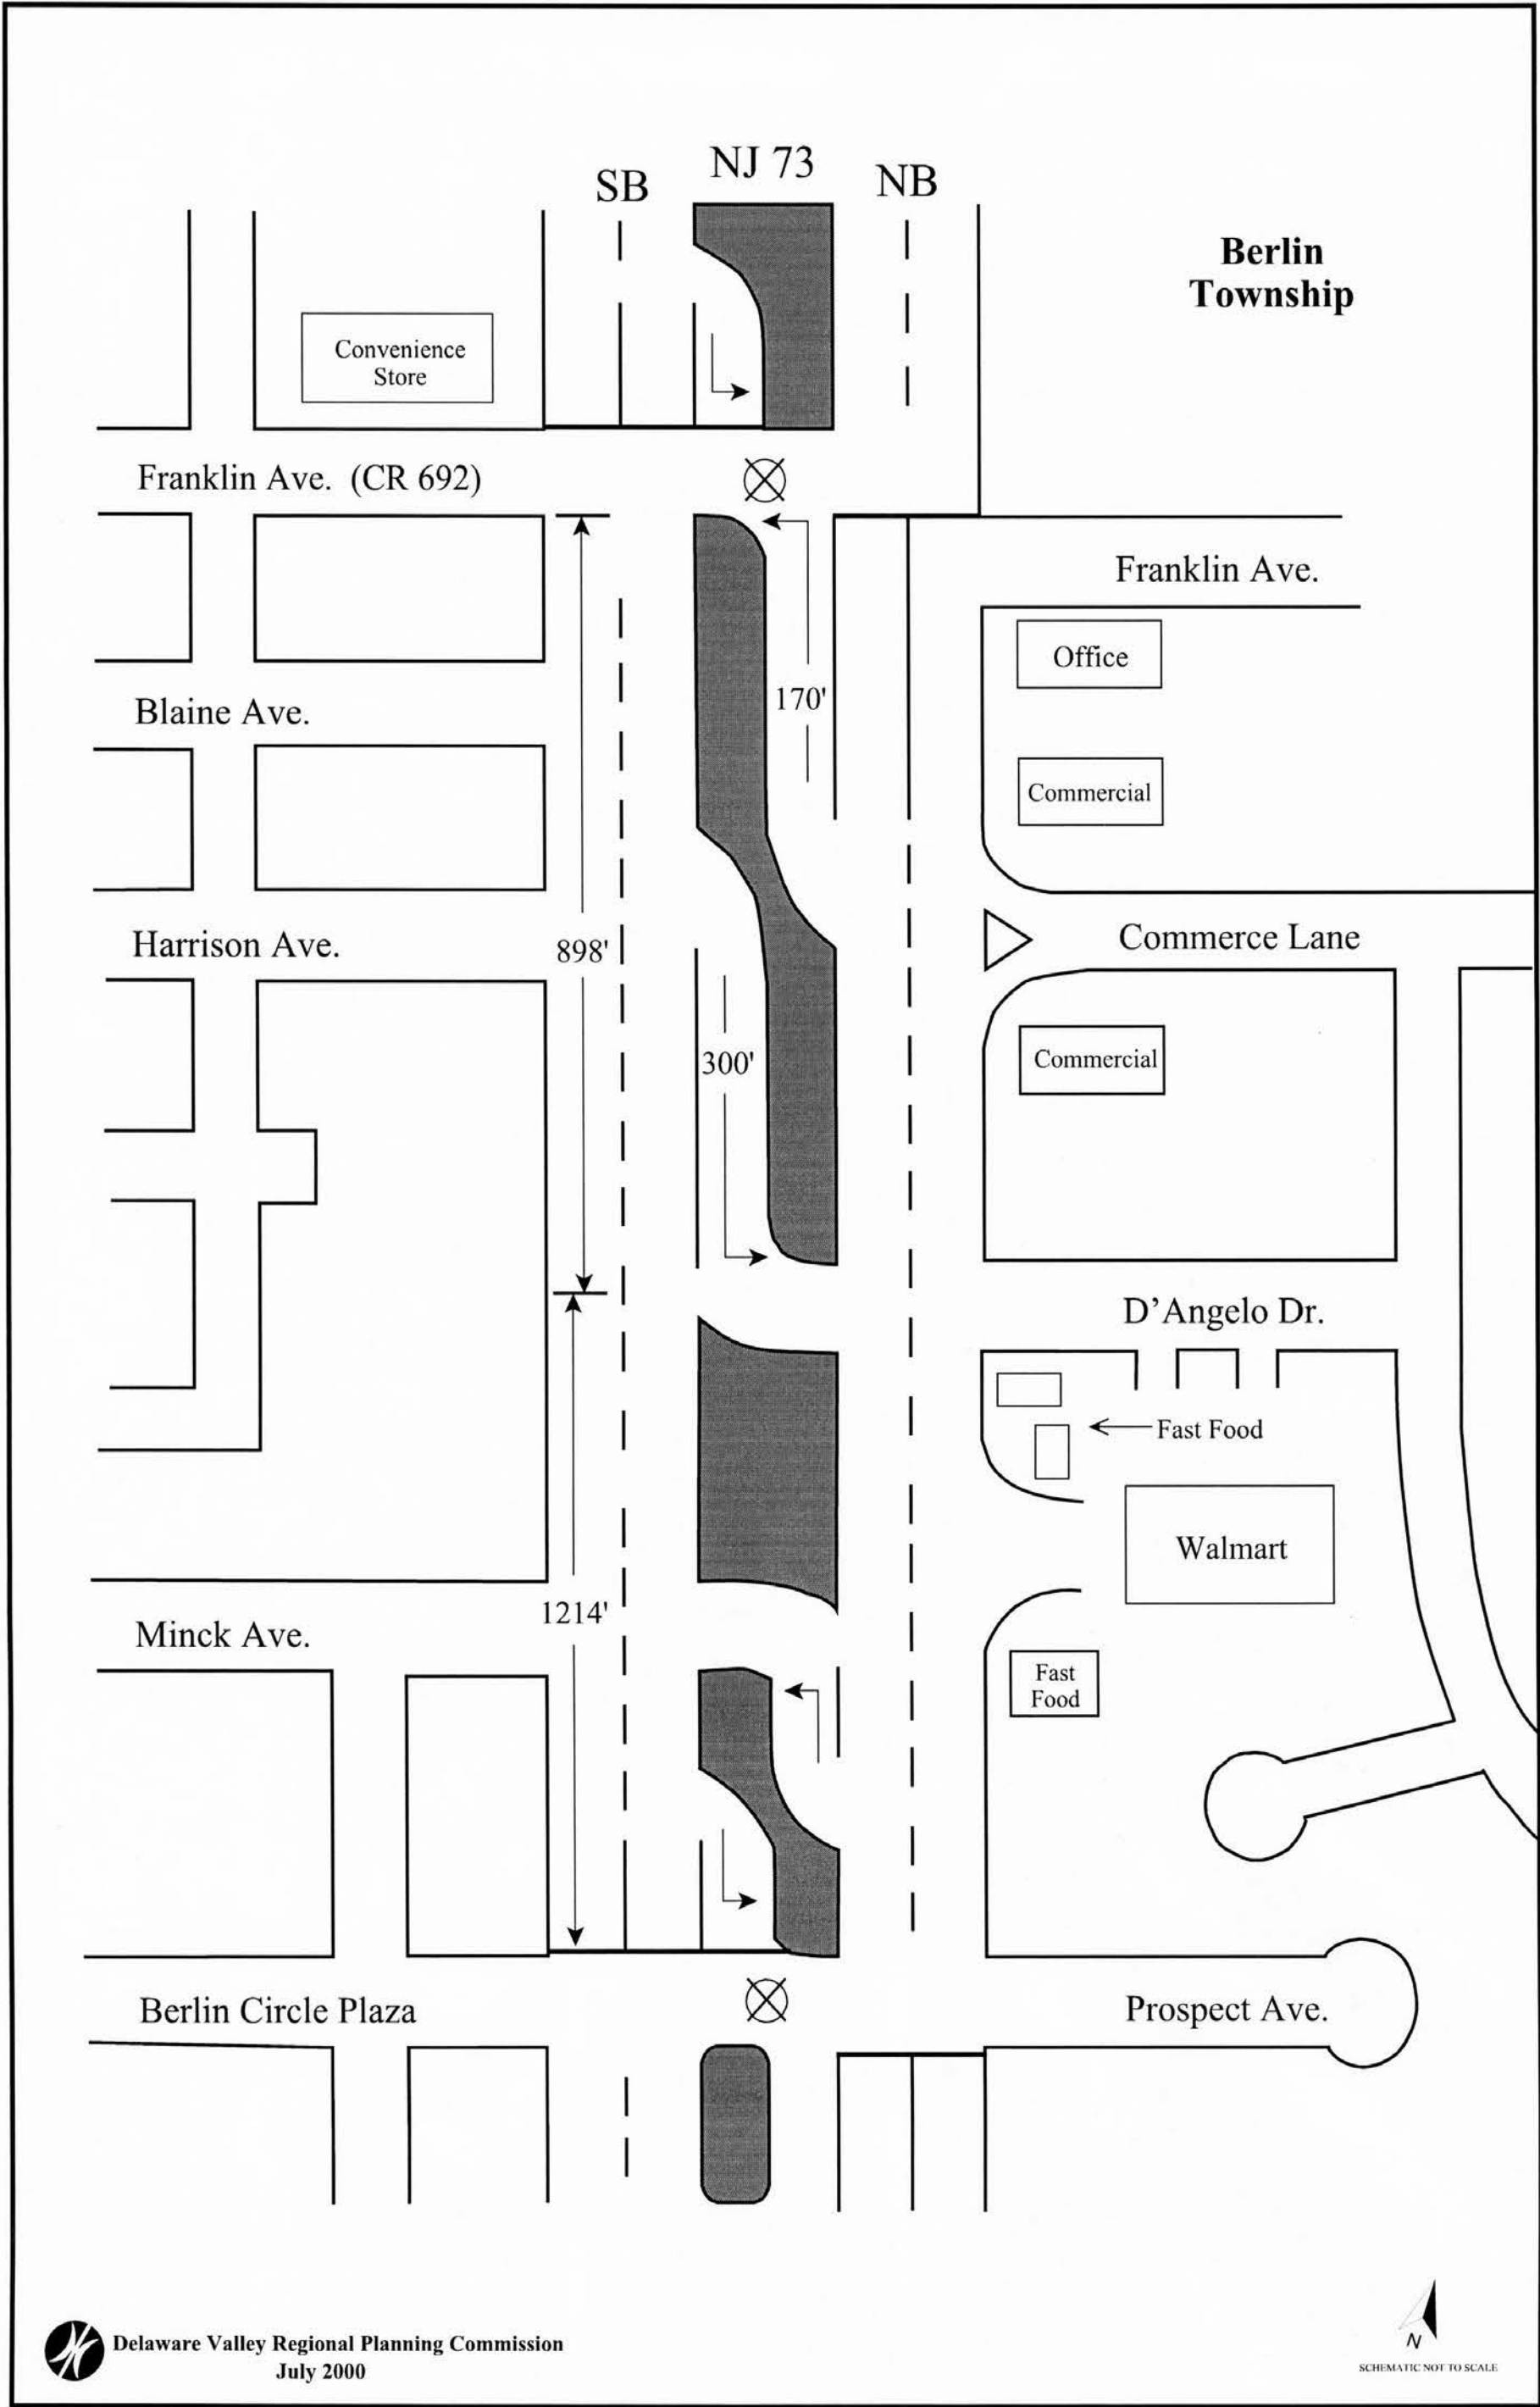 NJ 73
SB
NB
Berlin
Township
Convenience
Store
Franklin Ave. (CR 692)
Franklin Ave.
Office
170'
Blaine Ave.
Commercial
Harrison Ave.
898'
Commerce Lane
300'
Commercial
D'Angelo Dr.
Fast Food
Walmart
1214'
Minck Ave.
Fast
Food
Berlin Circle Plaza
Prospect Ave.
Delaware Valley Regional Planning Commission
July 2000
N
SCHEMATIC NOT TO SCALE